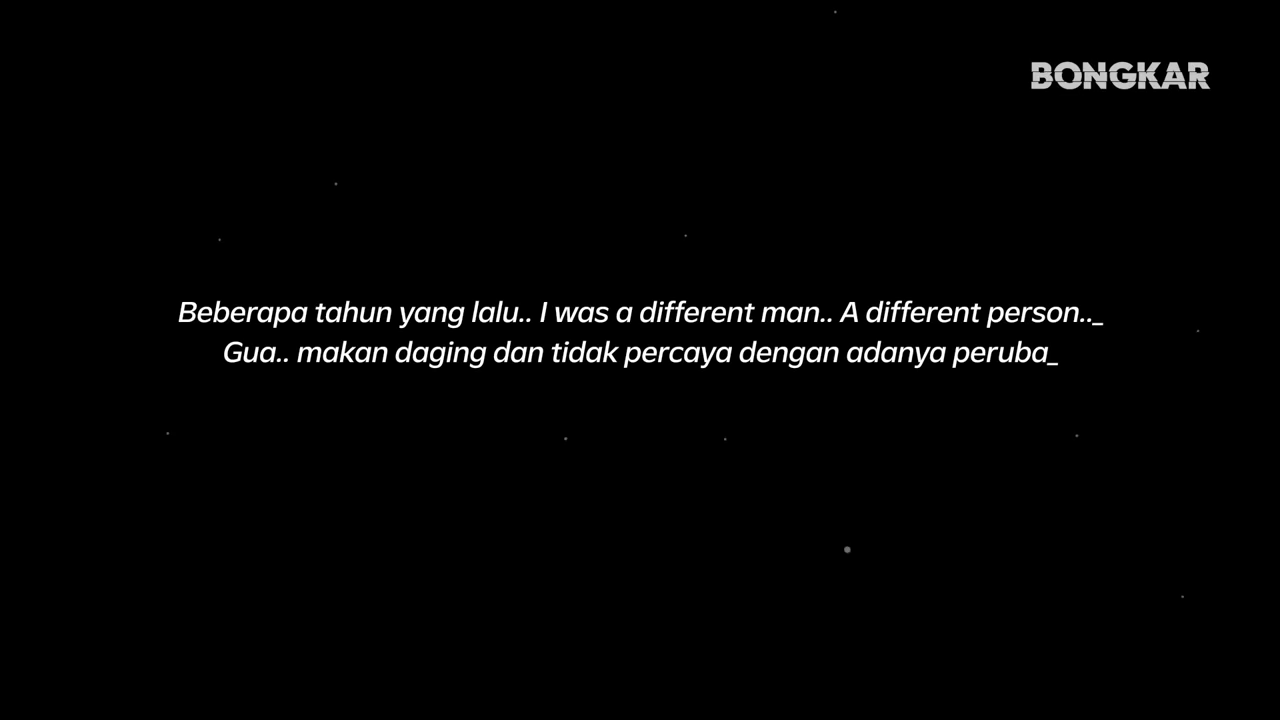 BONGKAR
Beberapa tahun yang lalu.. I was a different man.. A different person.._
Gua.. makan daging dan tidak percaya dengan adanya peruba_